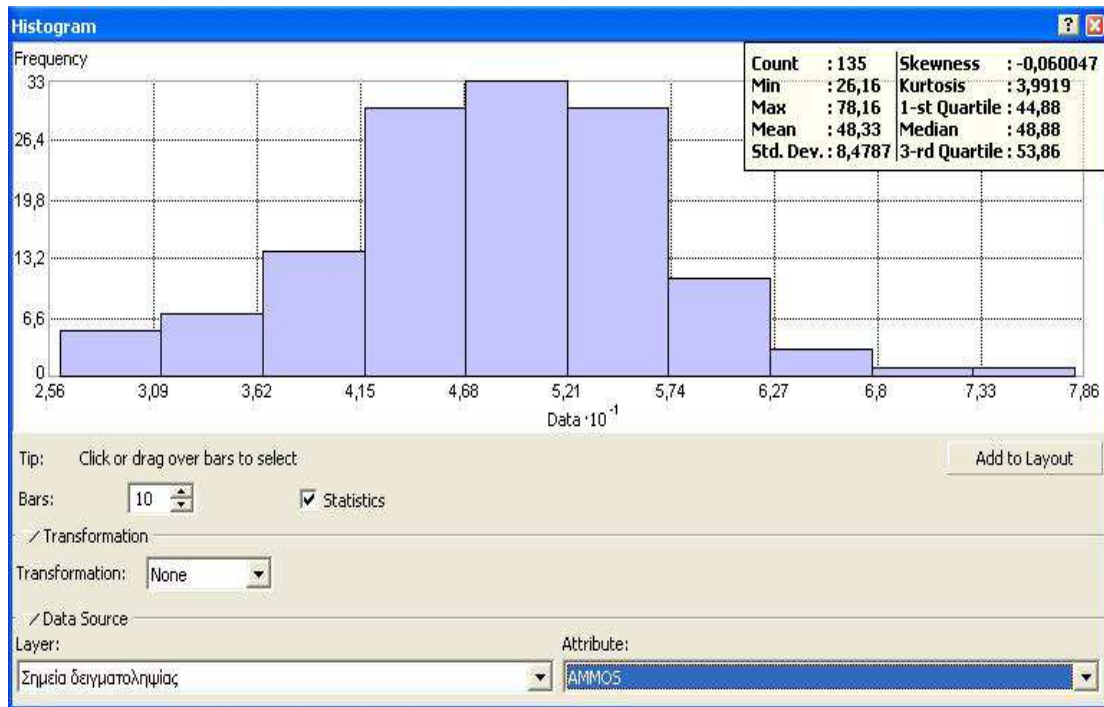 Histogram
Frequency
Count : 135 Skewness : -0,060047
Min : 26,16 Kurtosis : 3,9919
Max : 78,16 1-st Quartile : 44,88
Mean : 48,33 Median : 48,88
Std. Dev. : 8,4787 3-rd Quartile : 53,86
33
26,4
19,8
13,2
6,6
0
2,56 3,09 3,62 4,15 4,68 5,21 5,74 6,27 6,8 7,33 7,86
Data ·10⁻¹
Tip: Click or drag over bars to select Add to Layout
Bars: 10 Statistics
Transformation
Transformation: None
Data Source
Layer: Attribute:
Σημεία δειγματοληψίας AMMOS